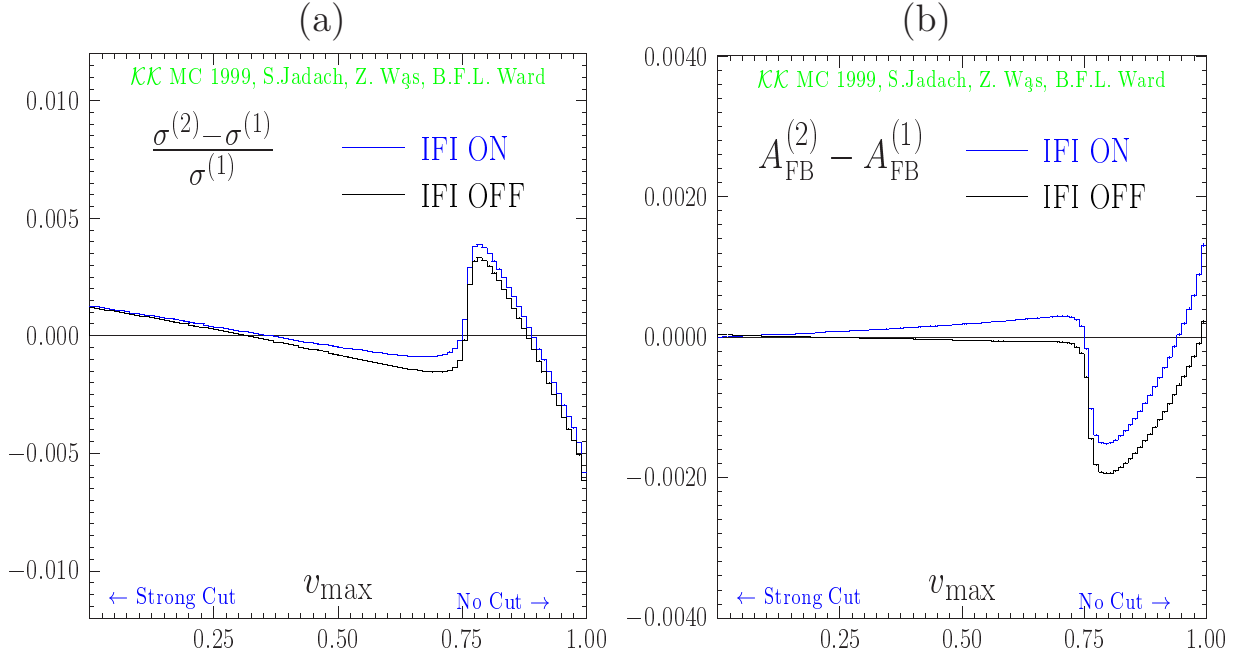 (a)
𝒦𝒦 MC 1999, S.Jadach, Z. Wąs, B.F.L. Ward
σ⁽²⁾−σ⁽¹⁾
σ⁽¹⁾
IFI ON
IFI OFF
0.010
0.005
0.000
−0.005
−0.010
← Strong Cut
v_max
No Cut →
0.25 0.50 0.75 1.00
(b)
0.0040
𝒦𝒦 MC 1999, S.Jadach, Z. Wąs, B.F.L. Ward
A_FB⁽²⁾ − A_FB⁽¹⁾
IFI ON
IFI OFF
0.0020
0.0000
−0.0020
−0.0040
← Strong Cut
v_max
No Cut →
0.25 0.50 0.75 1.00